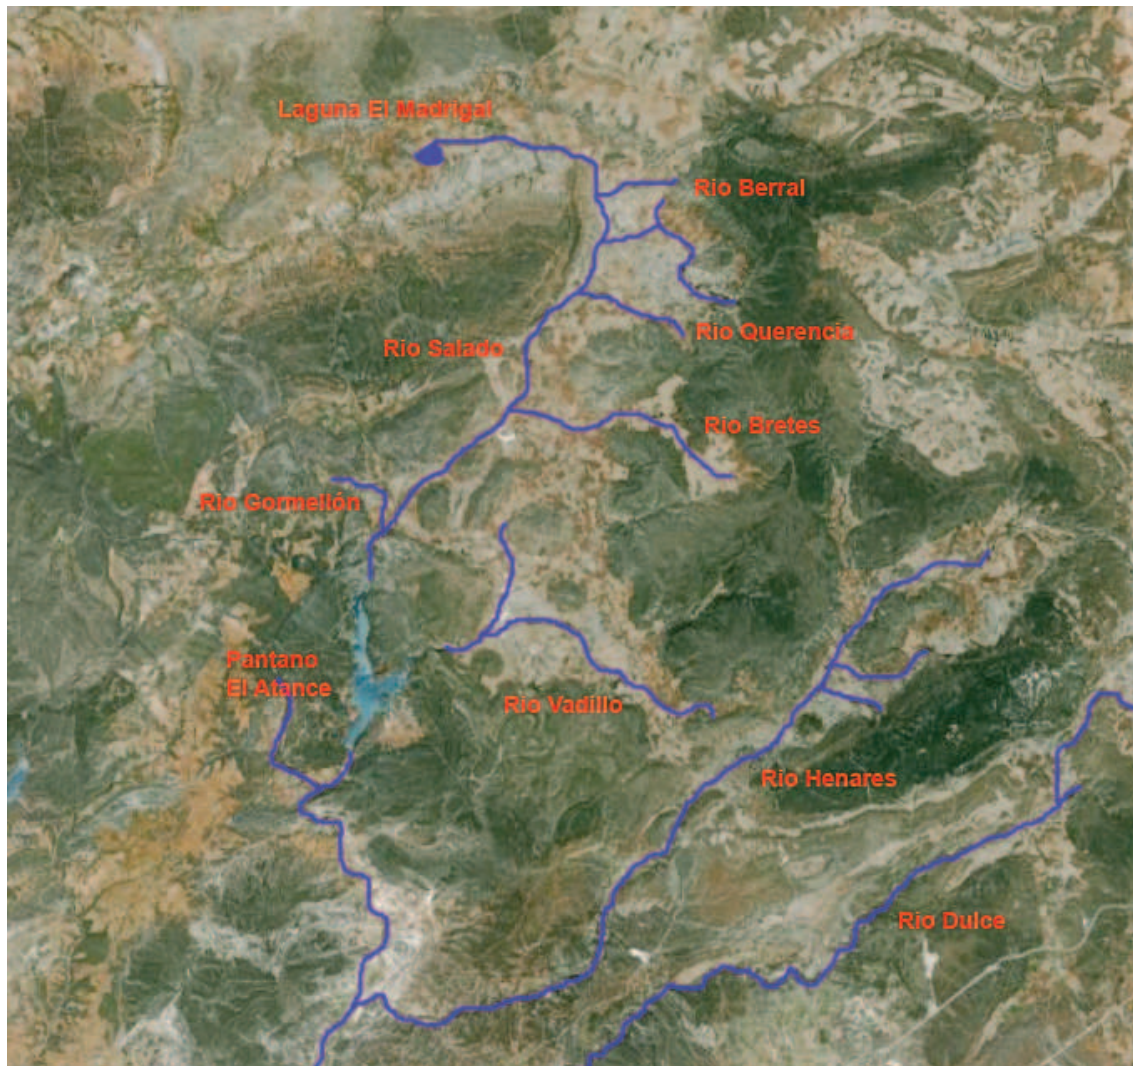 Laguna El Madrigal
Rio Berral
Rio Querencia
Rio Salado
Rio Bretes
Rio Gormellón
Pantano
El Atance
Rio Vadillo
Rio Henares
Rio Dulce